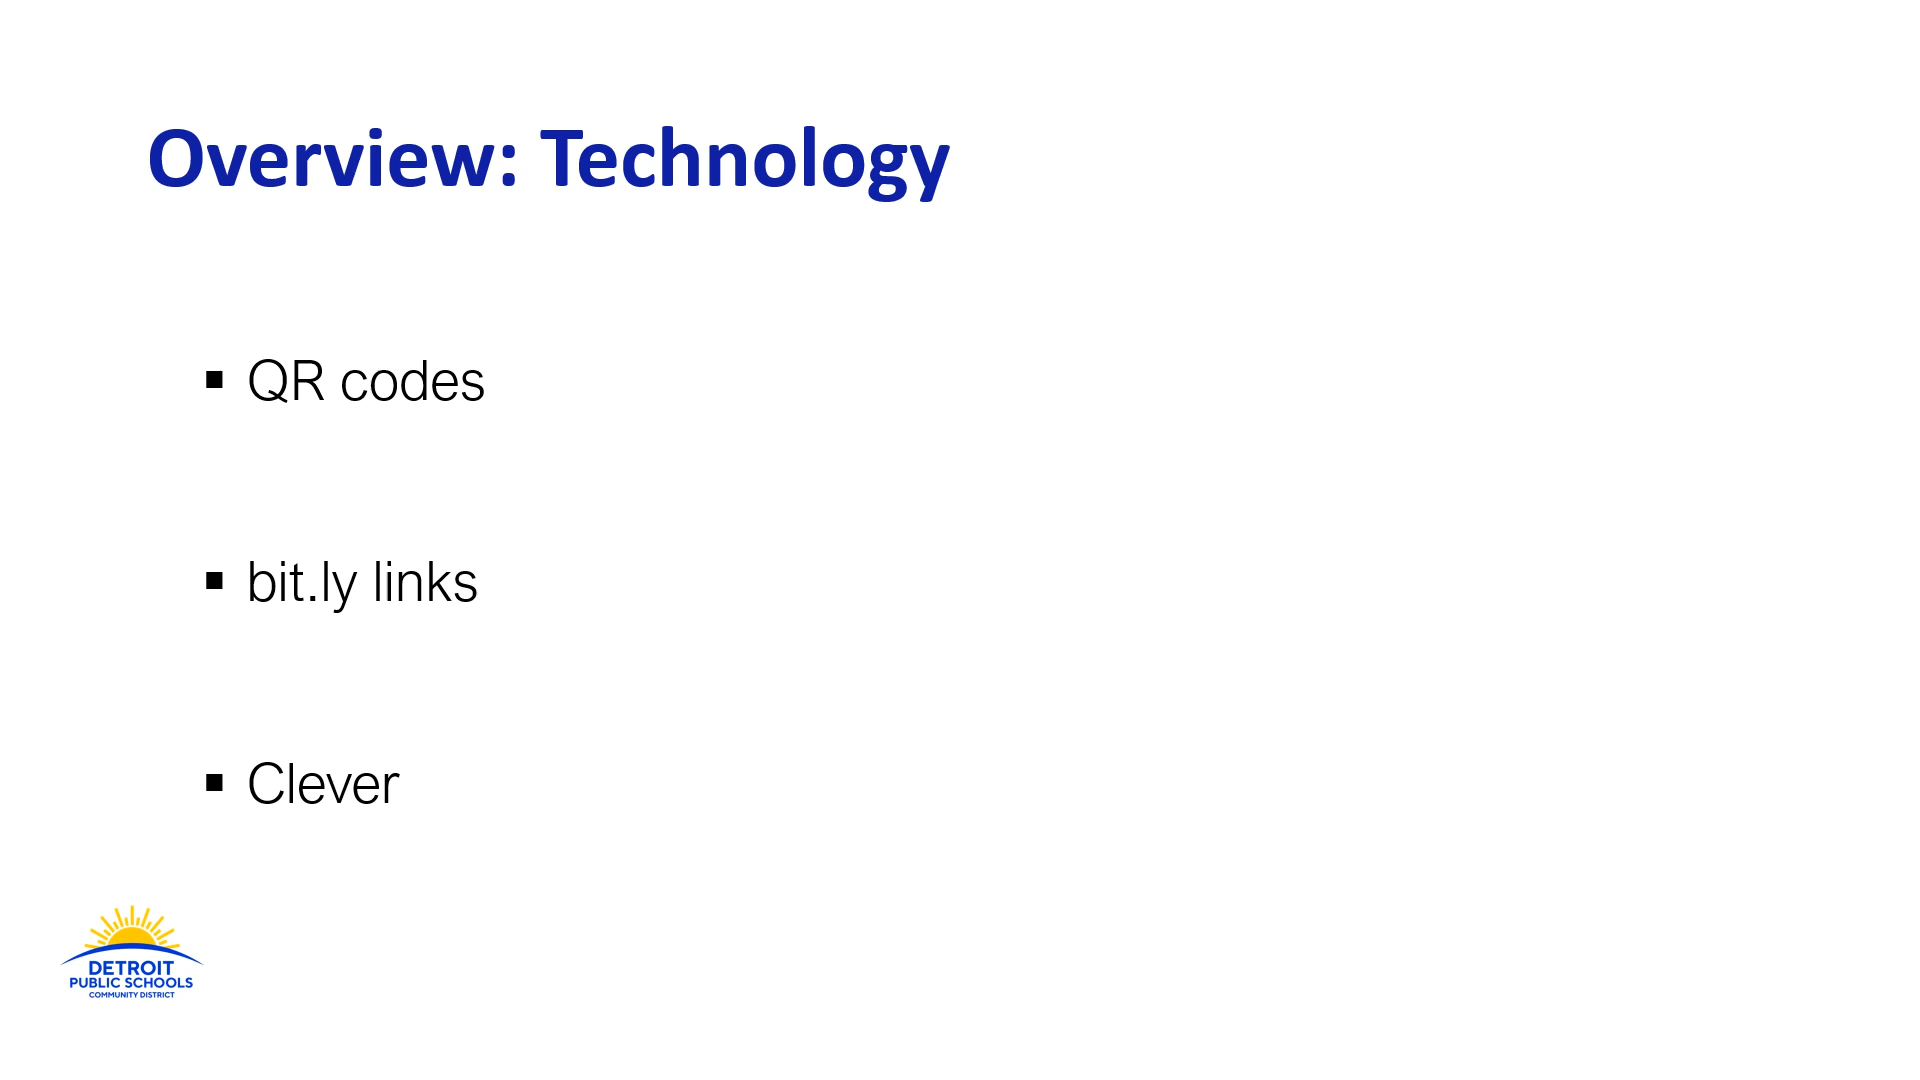 Overview: Technology
▪ QR codes
▪ bit.ly links
▪ Clever
DETROIT
PUBLIC SCHOOLS
COMMUNITY DISTRICT